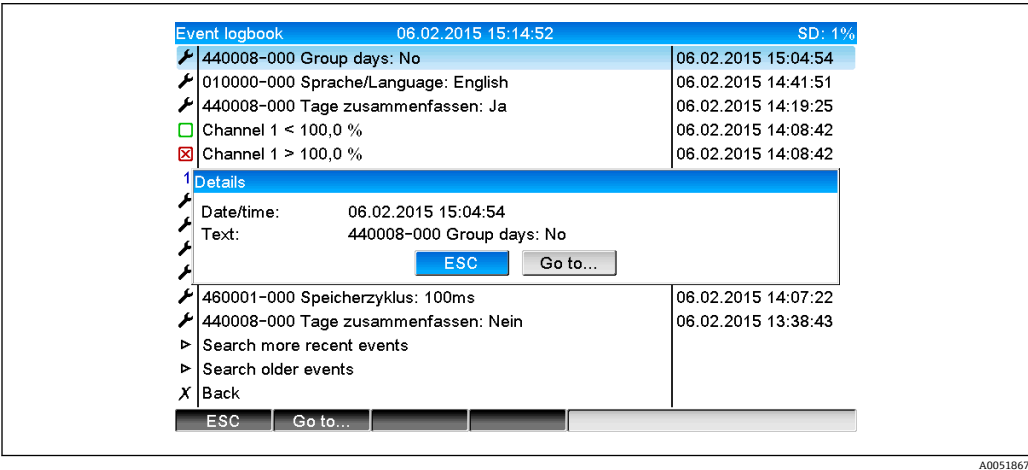 Event logbook 06.02.2015 15:14:52 SD: 1%
440008-000 Group days: No 06.02.2015 15:04:54
010000-000 Sprache/Language: English 06.02.2015 14:41:51
440008-000 Tage zusammenfassen: Ja 06.02.2015 14:19:25
Channel 1 < 100,0 % 06.02.2015 14:08:42
Channel 1 > 100,0 % 06.02.2015 14:08:42
1
Details
Date/time: 06.02.2015 15:04:54
Text: 440008-000 Group days: No
ESC Go to...
460001-000 Speicherzyklus: 100ms 06.02.2015 14:07:22
440008-000 Tage zusammenfassen: Nein 06.02.2015 13:38:43
Search more recent events
Search older events
X Back
ESC Go to...
A0051867